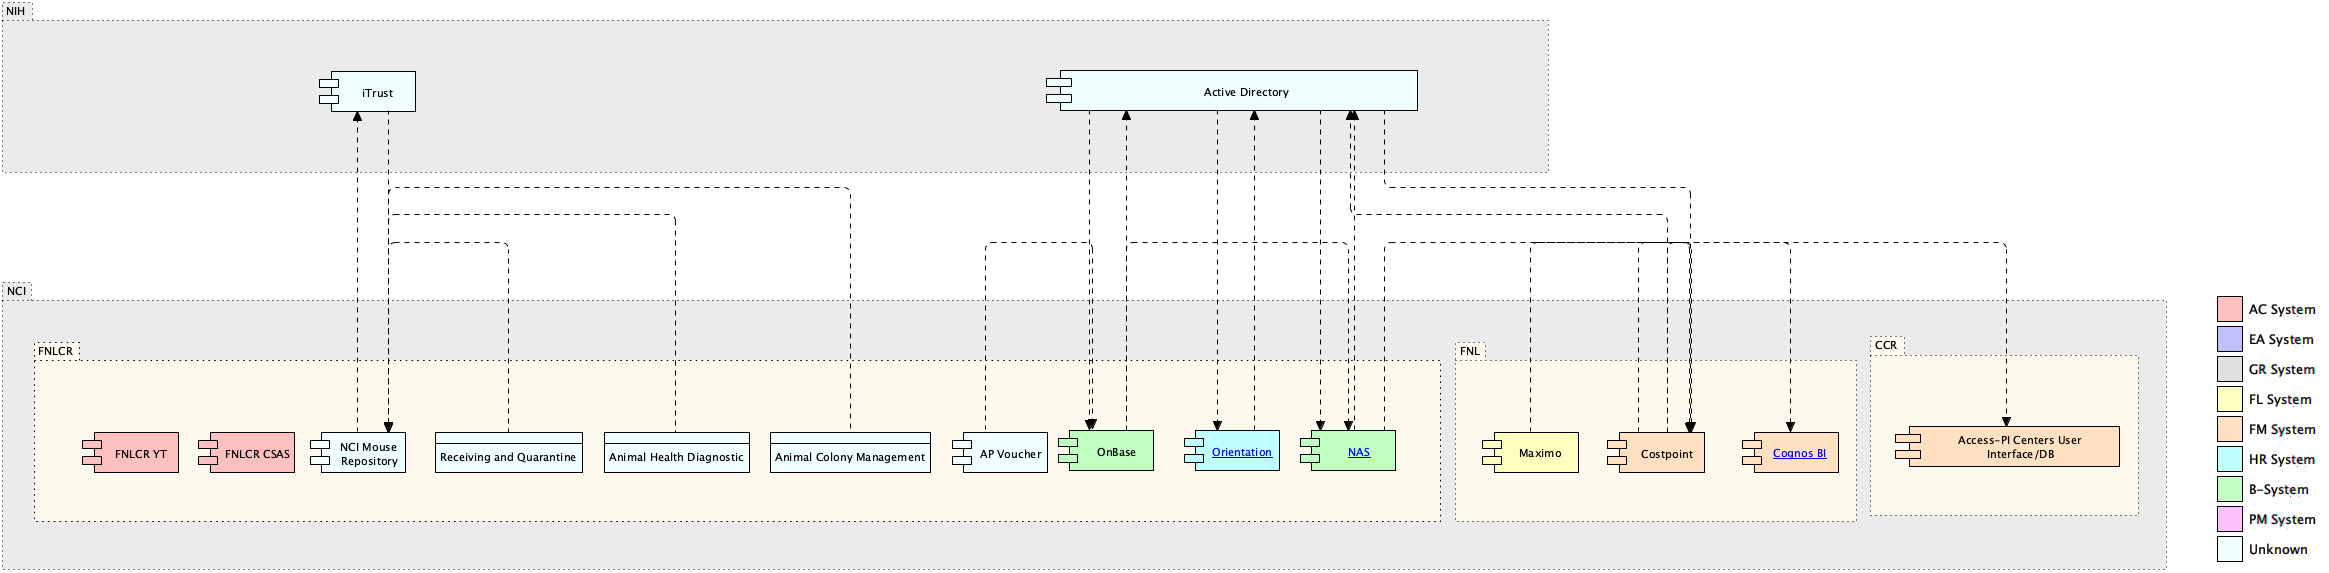 NIH
iTrust
Active Directory
NCI
FNLCR
FNLCR YT
FNLCR CSAS
NCI Mouse
Repository
Receiving and Quarantine
Animal Health Diagnostic
Animal Colony Management
AP Voucher
OnBase
Orientation
NAS
FNL
Maximo
Costpoint
Cognos BI
CCR
Access-PI Centers User
Interface/DB
AC System
EA System
GR System
FL System
FM System
HR System
B-System
PM System
Unknown